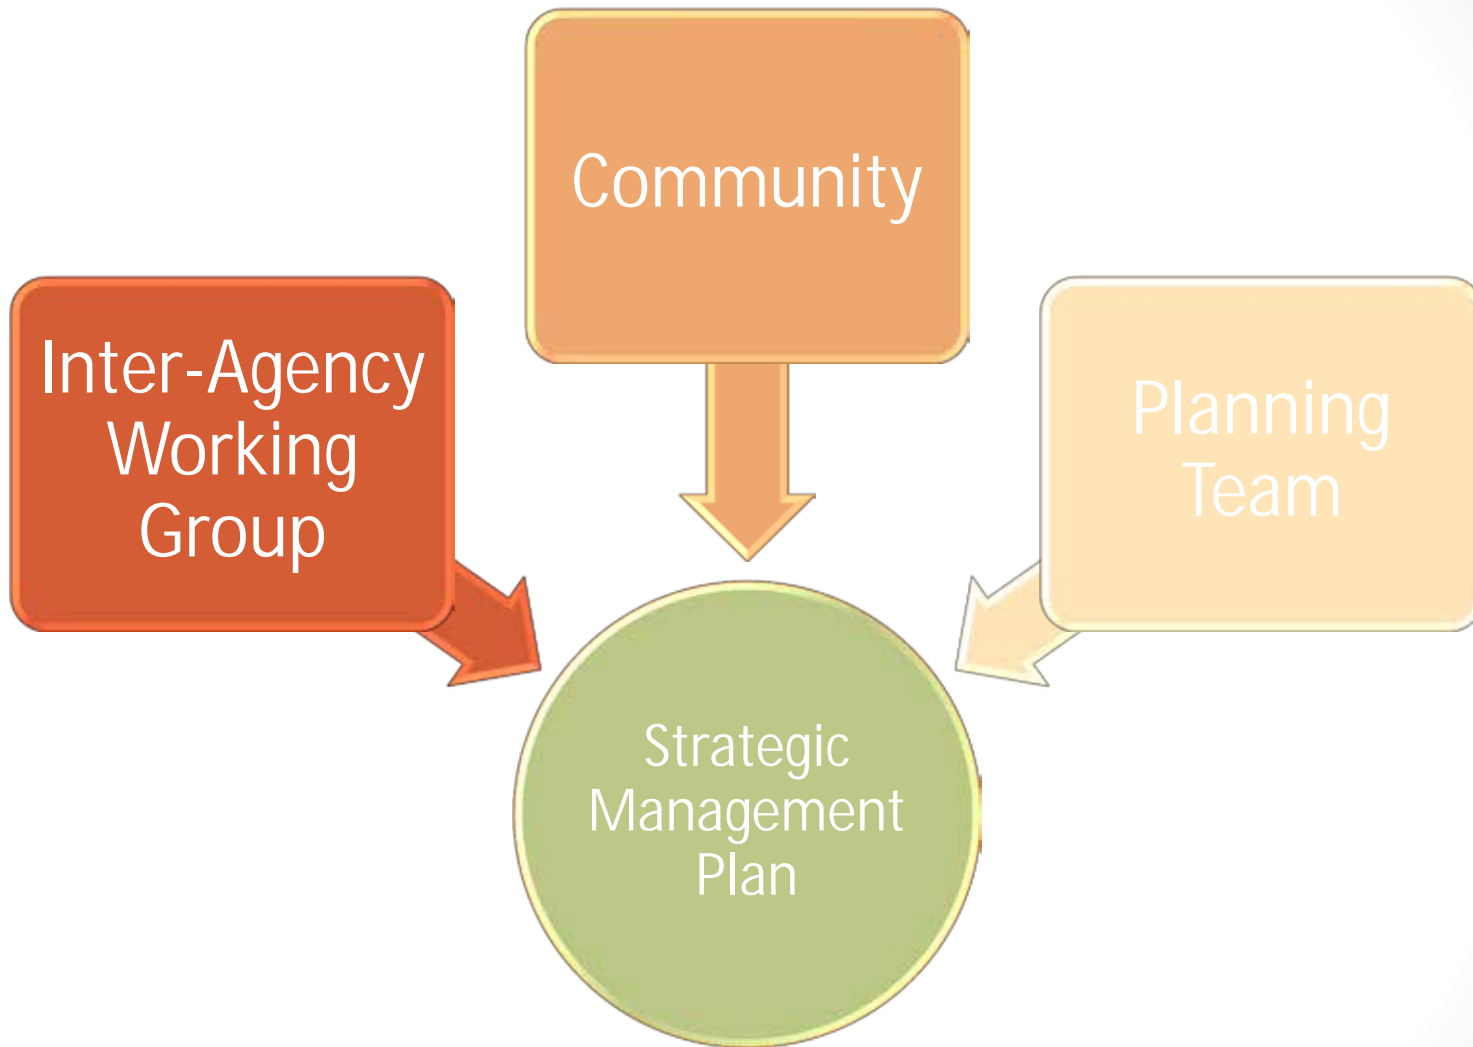 Community
Inter-Agency
Working
Group
Planning
Team
Strategic
Management
Plan